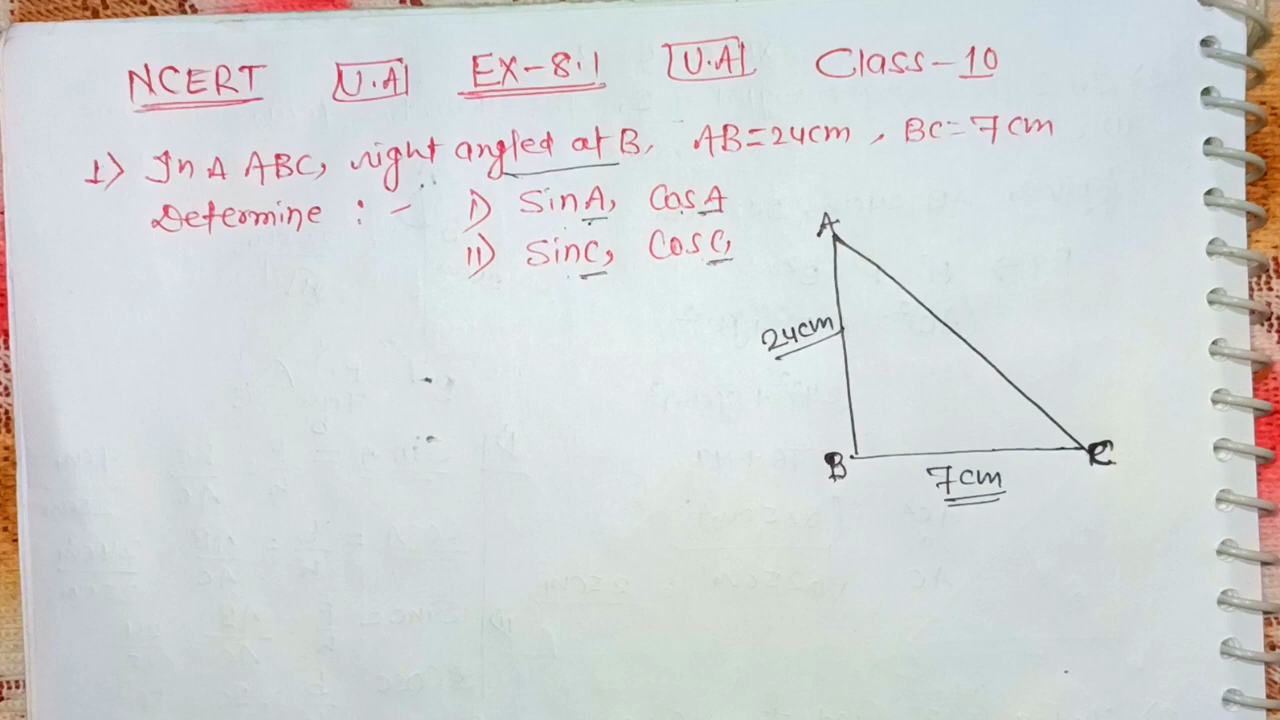 NCERT U.A EX-8.1 U.A Class-10
1) In A ABC, right angled at B, AB=24cm, BC=7cm
Determine :- i) SinA, CosA
ii) SinC, CosC,
A
24cm
B C
7cm